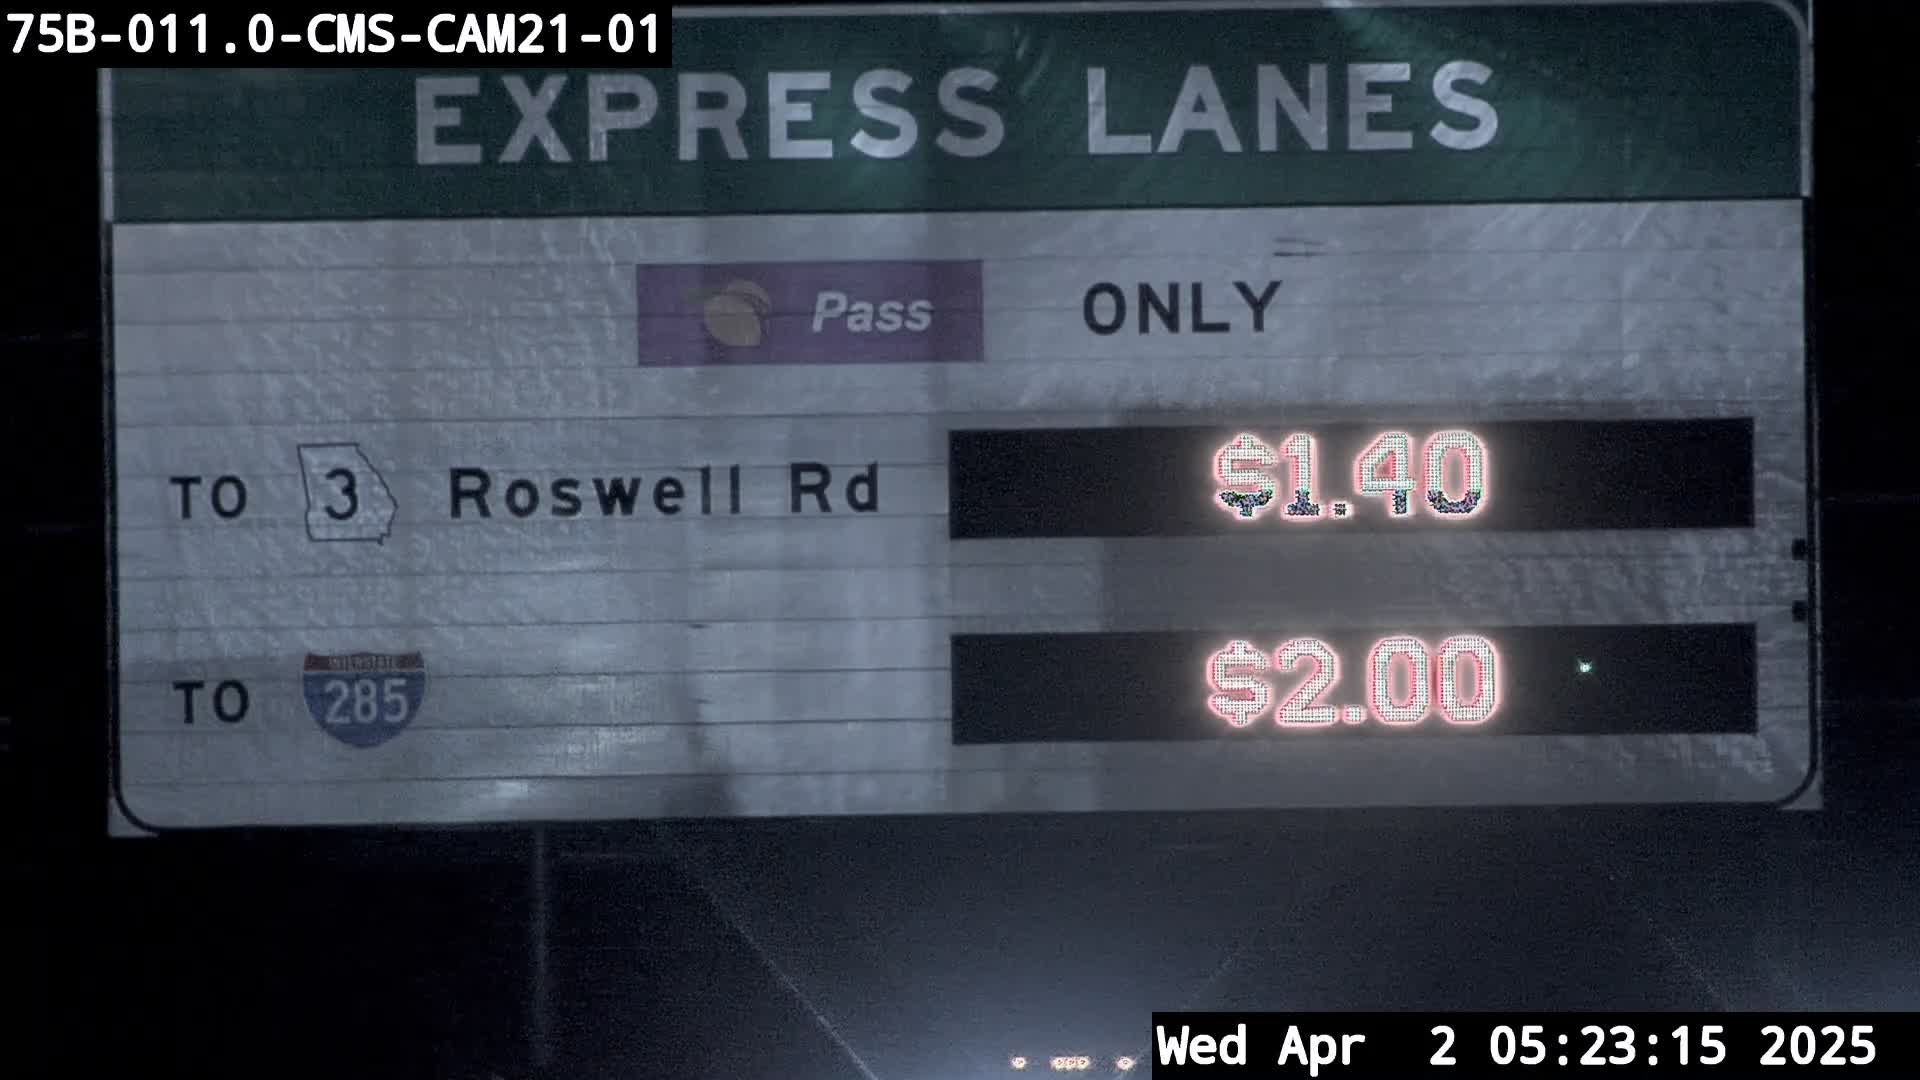 75B-011.0-CMS-CAM21-01
EXPRESS LANES
Pass ONLY
TO 3 Roswell Rd $1.40
TO INTERSTATE 285 $2.00
Wed Apr 2 05:23:15 2025